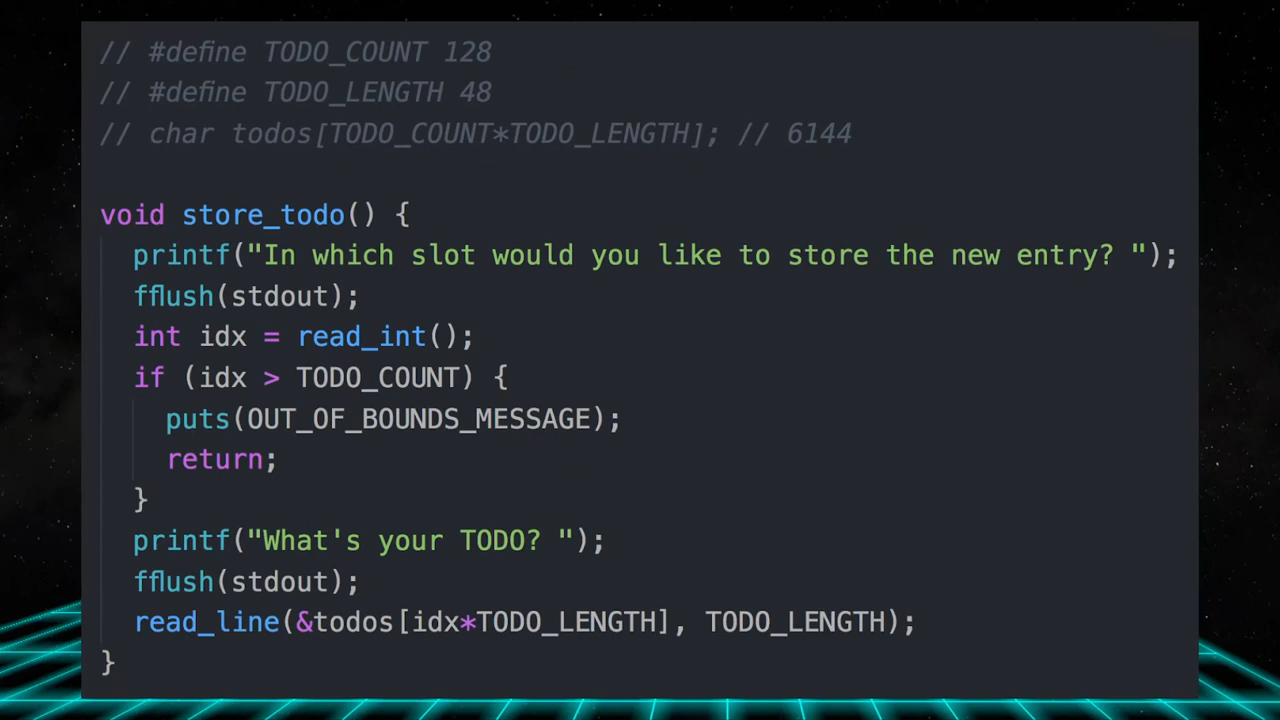 // #define TODO_COUNT 128
// #define TODO_LENGTH 48
// char todos[TODO_COUNT*TODO_LENGTH]; // 6144
void store_todo() {
printf("In which slot would you like to store the new entry? ");
fflush(stdout);
int idx = read_int();
if (idx > TODO_COUNT) {
puts(OUT_OF_BOUNDS_MESSAGE);
return;
}
printf("What's your TODO? ");
fflush(stdout);
read_line(&todos[idx*TODO_LENGTH], TODO_LENGTH);
}